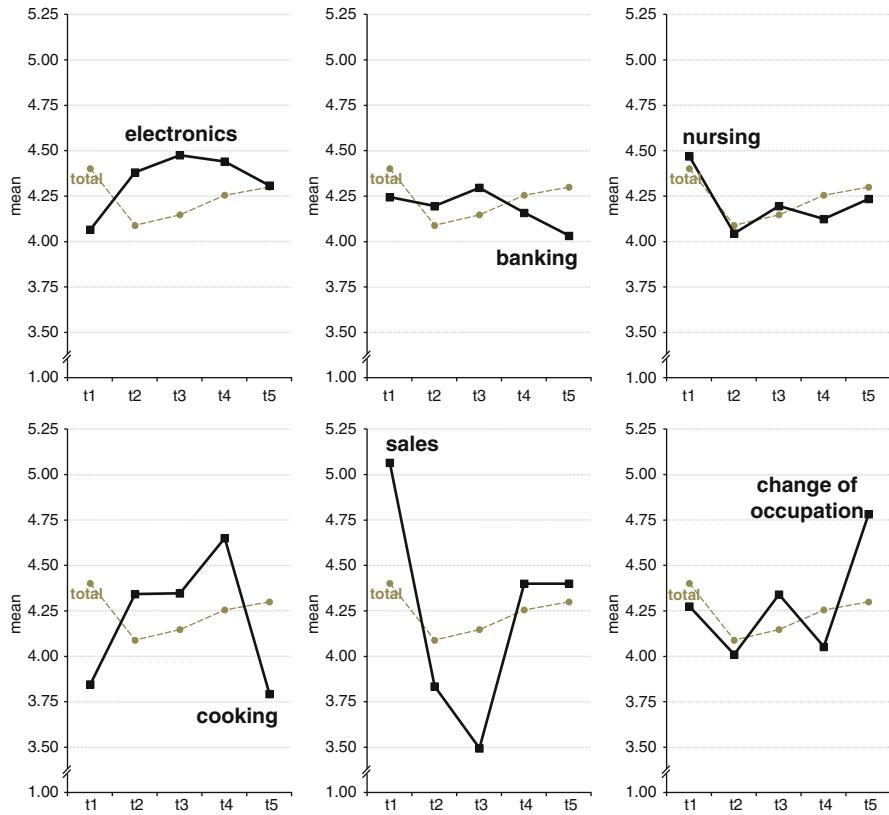 5.25
5.00
4.75
4.50
4.25
4.00
3.75
3.50
1.00
mean
electronics
total
t1 t2 t3 t4 t5
5.25
5.00
4.75
4.50
4.25
4.00
3.75
3.50
1.00
mean
total
banking
t1 t2 t3 t4 t5
5.25
5.00
4.75
4.50
4.25
4.00
3.75
3.50
1.00
mean
nursing
total
t1 t2 t3 t4 t5
5.25
5.00
4.75
4.50
4.25
4.00
3.75
3.50
1.00
mean
total
cooking
t1 t2 t3 t4 t5
5.25
5.00
4.75
4.50
4.25
4.00
3.75
3.50
1.00
mean
sales
total
t1 t2 t3 t4 t5
5.25
5.00
4.75
4.50
4.25
4.00
3.75
3.50
1.00
mean
change of
occupation
total
t1 t2 t3 t4 t5